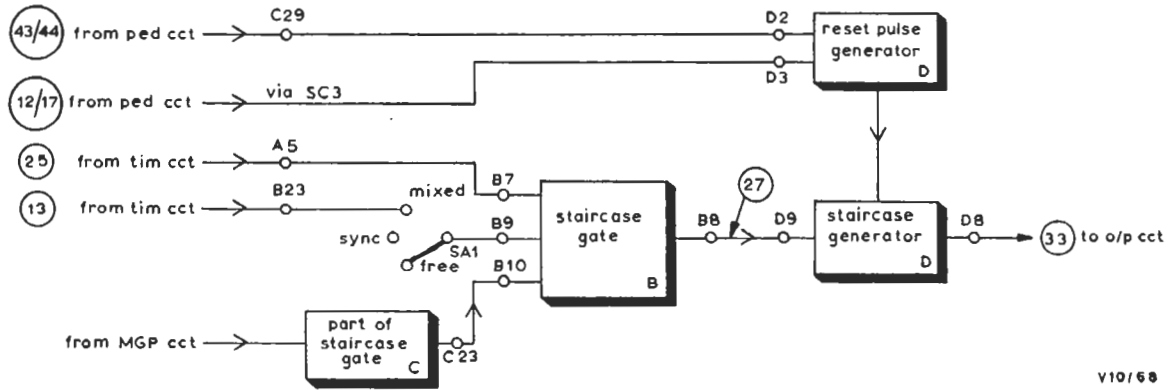 43/44 from ped cct C29 D2
reset pulse
generator
D
D3
12/17 from ped cct via SC3
25 from tim cct A5
13 from tim cct B23 mixed
B7
sync
SA1
free
B9
B10
staircase
gate
B
B8
27
D9
staircase
generator
D
D8
33 to o/p cct
from MGP cct
part of
staircase
gate
C
C23
V10/68